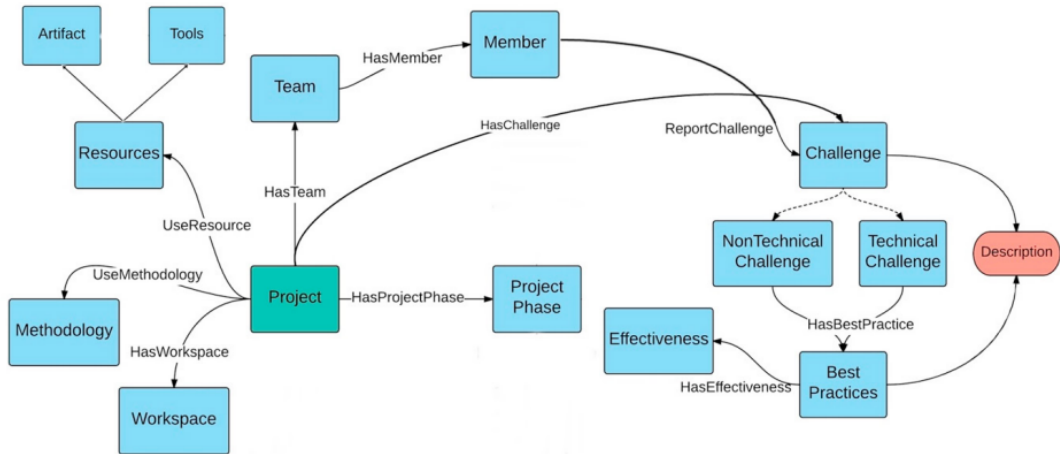 Artifact
Tools
HasMember
Member
Team
HasChallenge
ReportChallenge
Challenge
Resources
HasTeam
UseResource
NonTechnical
Challenge
Technical
Challenge
Description
UseMethodology
Project
HasProjectPhase
Project
Phase
Methodology
HasWorkspace
HasBestPractice
Effectiveness
HasEffectiveness
Best
Practices
Workspace